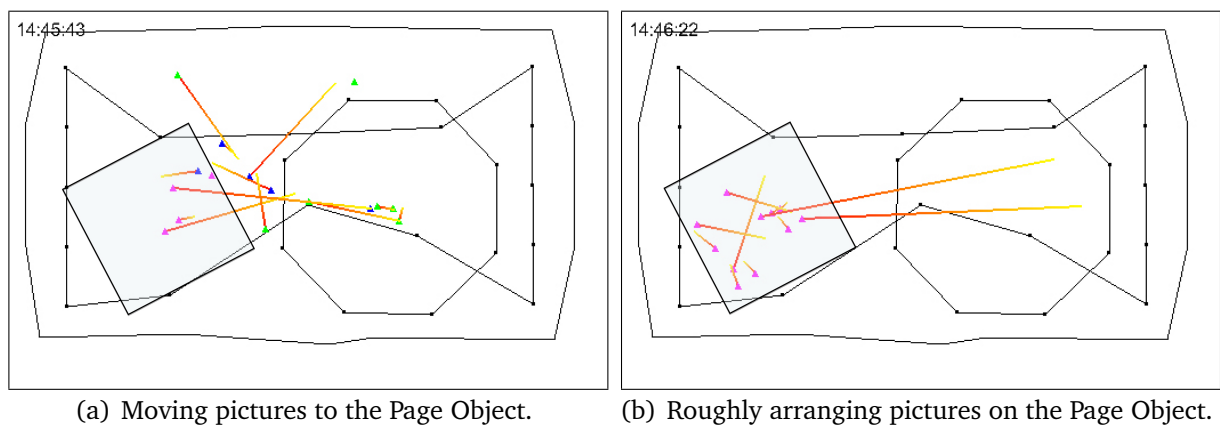 14:45:43
14:46:22
(a) Moving pictures to the Page Object.
(b) Roughly arranging pictures on the Page Object.